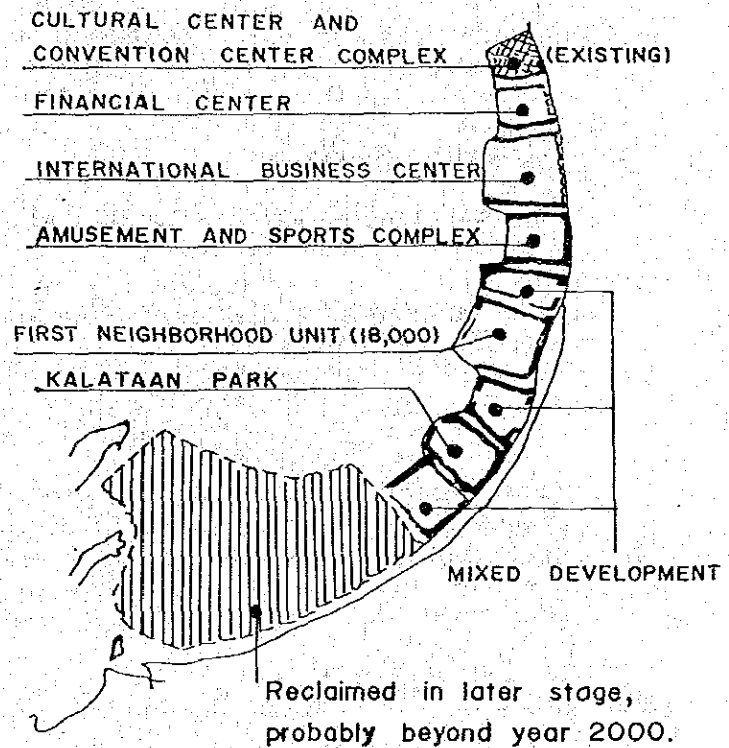 CULTURAL CENTER AND
CONVENTION CENTER COMPLEX (EXISTING)
FINANCIAL CENTER
INTERNATIONAL BUSINESS CENTER
AMUSEMENT AND SPORTS COMPLEX
FIRST NEIGHBORHOOD UNIT (18,000)
KALATAAN PARK
MIXED DEVELOPMENT
Reclaimed in later stage,
probably beyond year 2000.